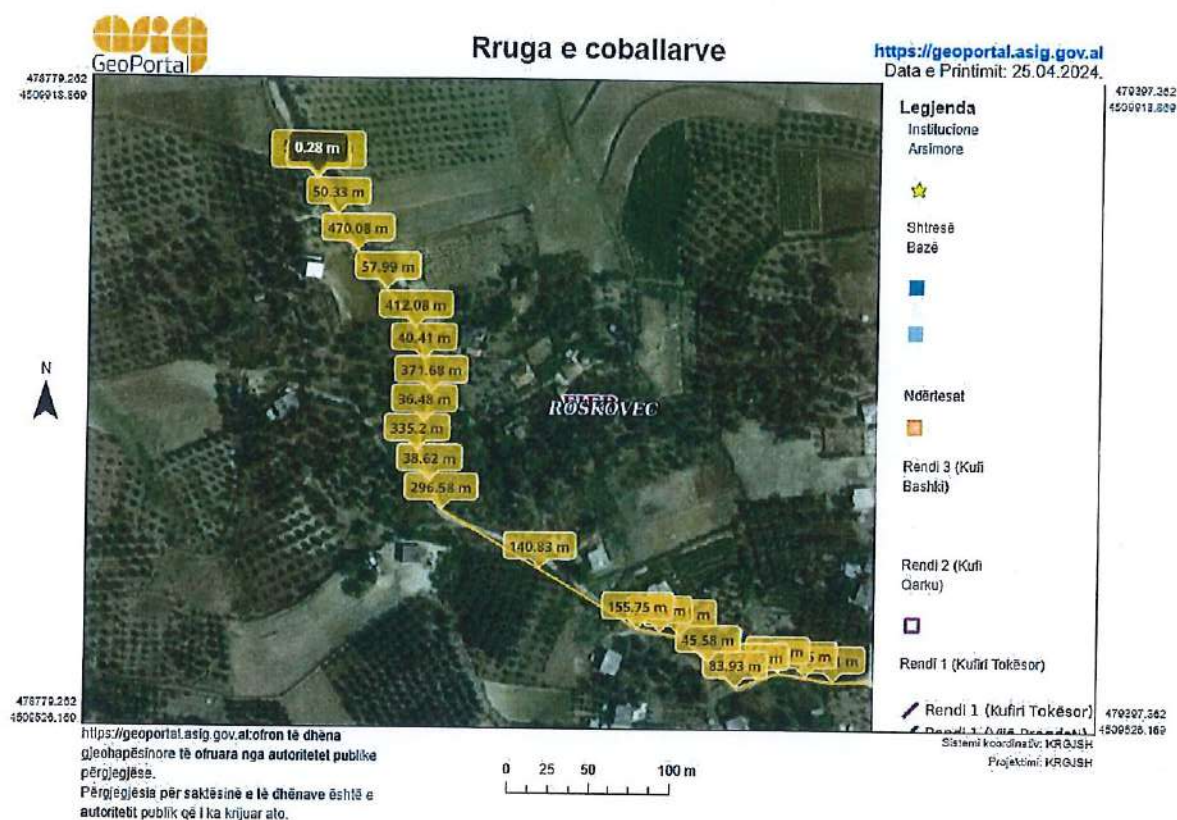 asig
GeoPortal
Rruga e coballarve
https://geoportal.asig.gov.al
Data e Printimit: 25.04.2024.
478779.262
4509918.869
479397.362
4509918.869
0.28 m
50.33 m
470.08 m
57.99 m
412.08 m
40.41 m
371.68 m
36.48 m
335.2 m
38.62 m
296.58 m
140.83 m
155.75 m
45.58 m
83.93 m
ROSKOVEC
N
Legjenda
Institucione
Arsimore
Shtresë
Bazë
Ndërtesat
Rendi 3 (Kufi
Bashki)
Rendi 2 (Kufi
Qarku)
Rendi 1 (Kufiri Tokësor)
Rendi 1 (Kufiri Tokësor)
478779.262
4509526.169
479397.362
4509526.169
Sistemi koordinativ: KRGJSH
Projektimi: KRGJSH
https://geoportal.asig.gov.al:ofron të dhëna
gjeohapësinore të ofruara nga autoritetet publike
përgjegjëse.
Përgjegjësia për saktësinë e të dhënave është e
autoritetit publik që i ka krijuar ato.
0 25 50 100 m